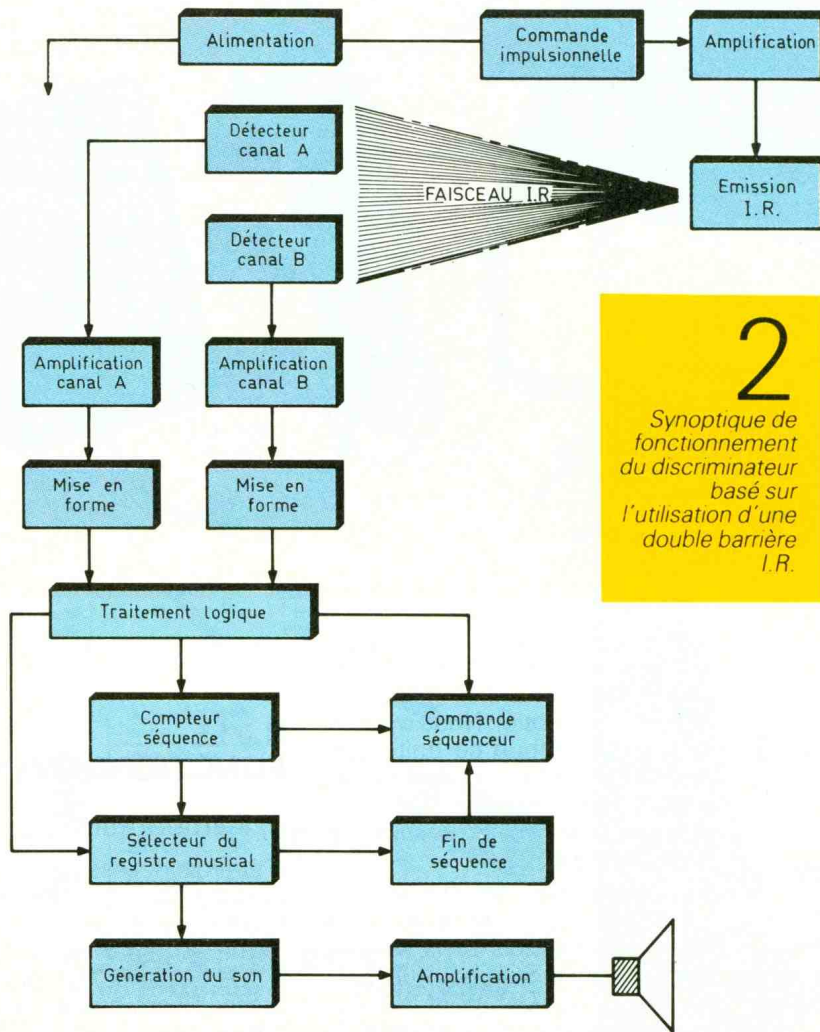 Alimentation
Commande
impulsionnelle
Amplification
Détecteur
canal A
FAISCEAU I.R.
Emission
I.R.
Détecteur
canal B
Amplification
canal A
Amplification
canal B
2
Synoptique de
fonctionnement
du discriminateur
basé sur
l'utilisation d'une
double barrière
I.R.
Mise en
forme
Mise en
forme
Traitement logique
Compteur
séquence
Commande
séquenceur
Sélecteur du
registre musical
Fin de
séquence
Génération du son
Amplification